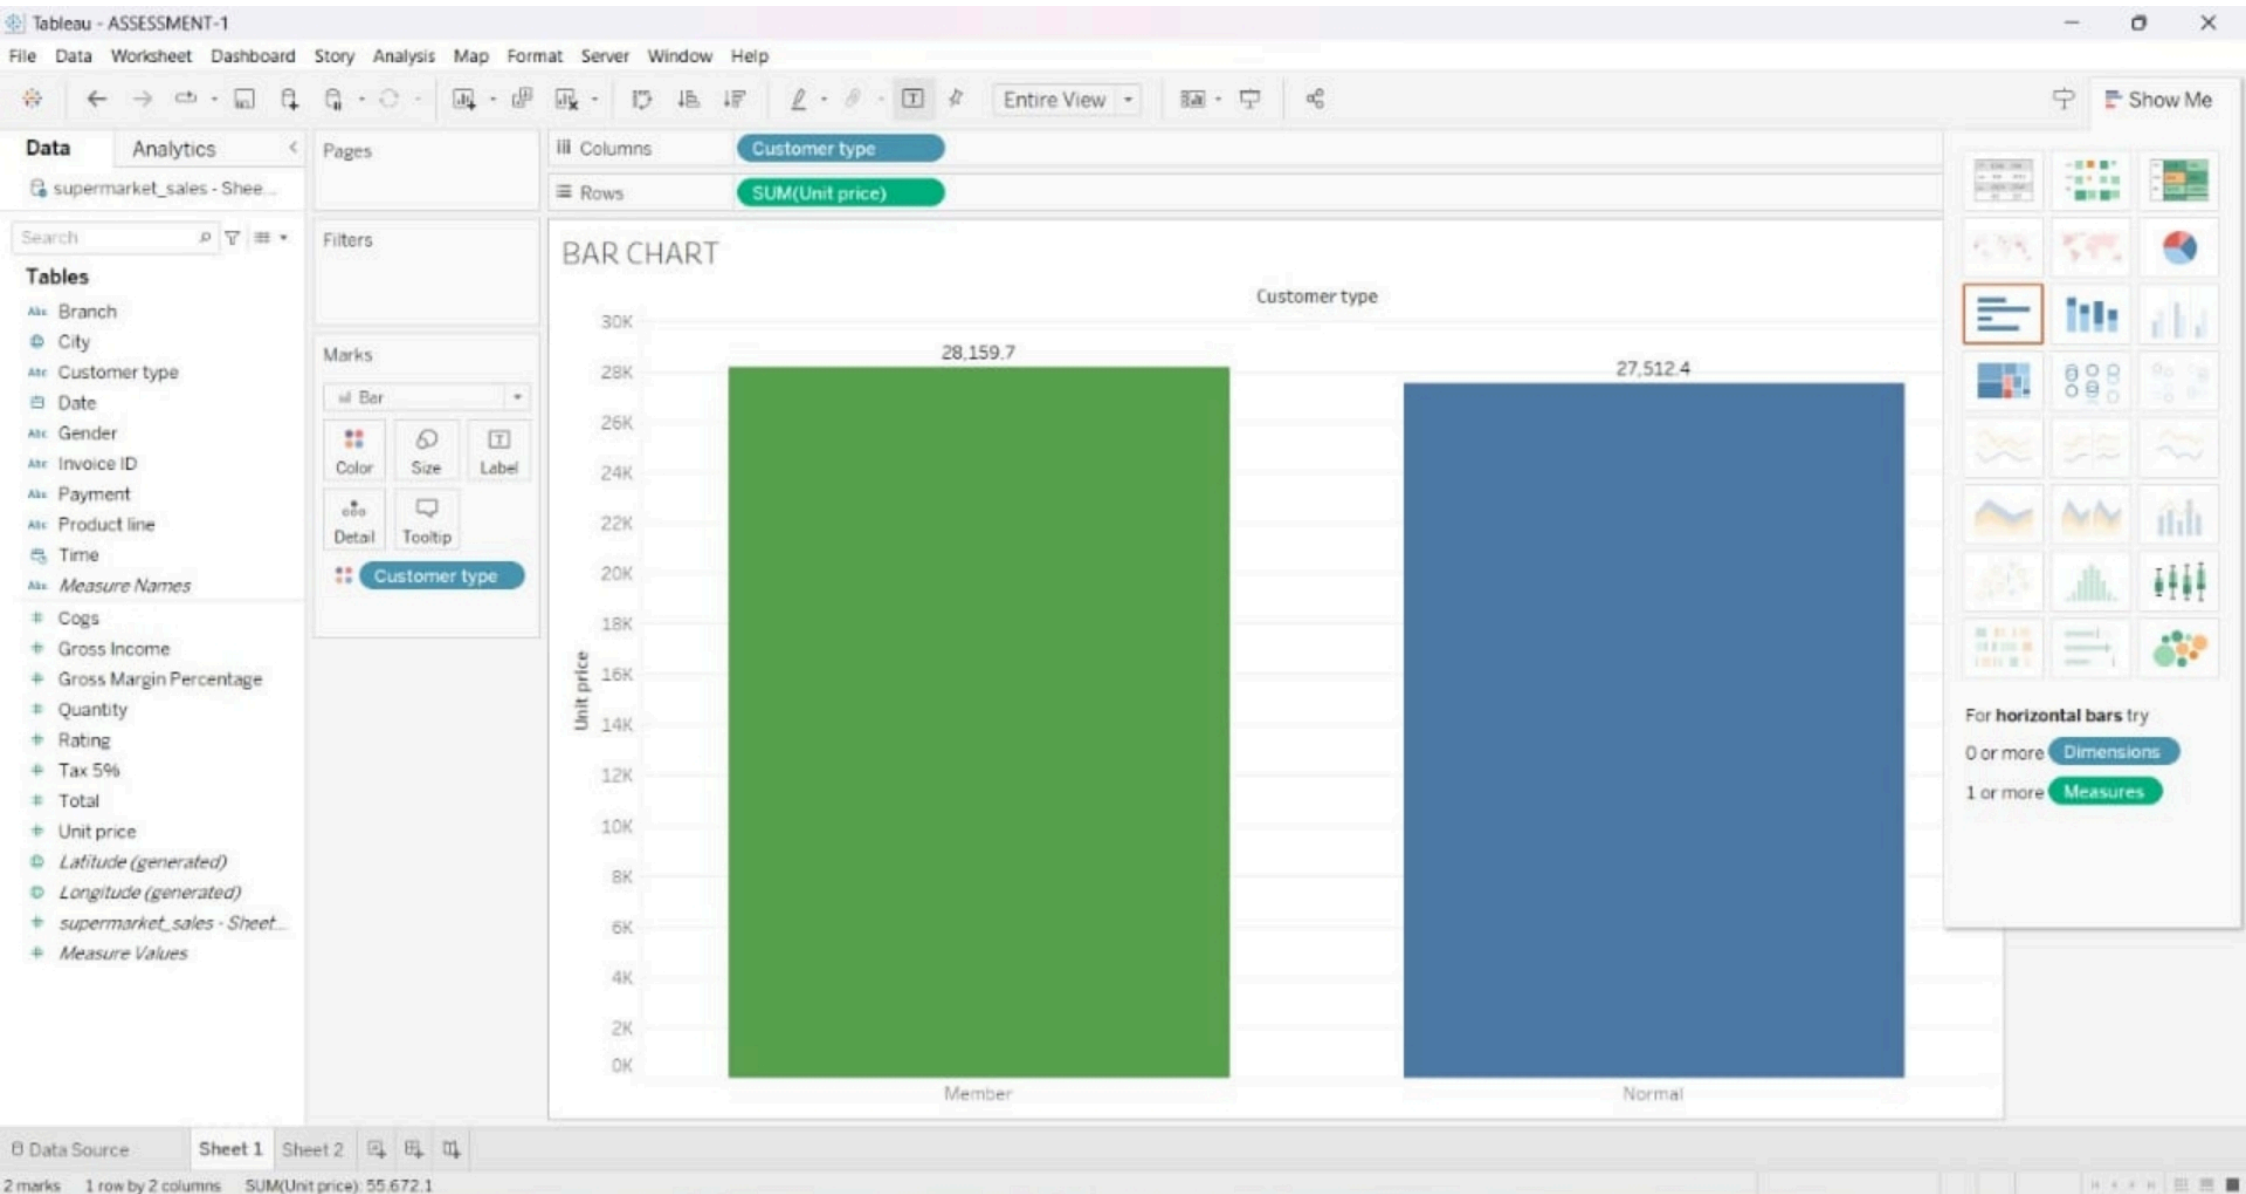 Tableau - ASSESSMENT-1
File Data Worksheet Dashboard Story Analysis Map Format Server Window Help
Entire View
Show Me
Data Analytics
supermarket_sales - Shee...
Search
Tables
Abc Branch
City
Abc Customer type
Date
Abc Gender
Abc Invoice ID
Abc Payment
Abc Product line
Time
Abc Measure Names
# Cogs
# Gross Income
# Gross Margin Percentage
# Quantity
# Rating
# Tax 5%
# Total
# Unit price
Latitude (generated)
Longitude (generated)
# supermarket_sales - Sheet...
# Measure Values
Pages
Filters
Marks
Bar
Color Size Label
Detail Tooltip
Customer type
Columns Customer type
Rows SUM(Unit price)
BAR CHART
Customer type
30K
28K
26K
24K
22K
20K
18K
16K
14K
12K
10K
8K
6K
4K
2K
0K
Unit price
28,159.7
27,512.4
Member
Normal
For horizontal bars try
0 or more Dimensions
1 or more Measures
Data Source Sheet 1 Sheet 2
2 marks 1 row by 2 columns SUM(Unit price): 55,672.1